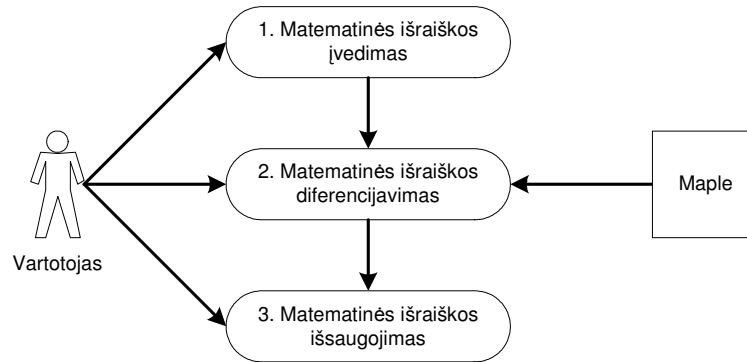 1. Matematinės išraiškos
įvedimas
2. Matematinės išraiškos
diferencijavimas
Maple
Vartotojas
3. Matematinės išraiškos
išsaugojimas